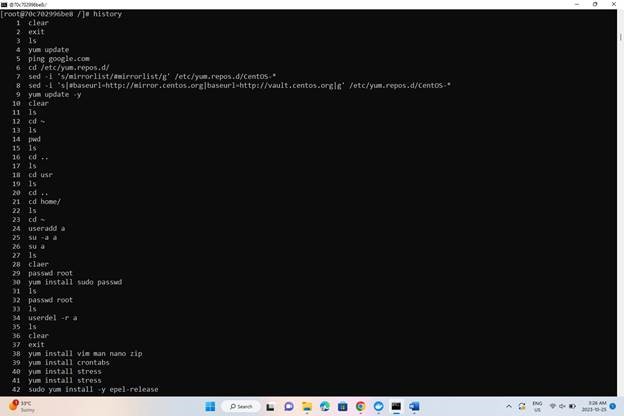 @70c702996be8:/
[root@70c702996be8 /]# history
1 clear
2 exit
3 ls
4 yum update
5 ping google.com
6 cd /etc/yum.repos.d/
7 sed -i 's/mirrorlist/#mirrorlist/g' /etc/yum.repos.d/CentOS-*
8 sed -i 's|#baseurl=http://mirror.centos.org|baseurl=http://vault.centos.org|g' /etc/yum.repos.d/CentOS-*
9 yum update -y
10 clear
11 ls
12 cd ~
13 ls
14 pwd
15 ls
16 cd ..
17 ls
18 cd usr
19 ls
20 cd ..
21 cd home/
22 ls
23 cd ~
24 useradd a
25 su -a a
26 su a
27 ls
28 claer
29 passwd root
30 yum install sudo passwd
31 ls
32 passwd root
33 ls
34 userdel -r a
35 ls
36 clear
37 exit
38 yum install vim man nano zip
39 yum install crontabs
40 yum install stress
41 yum install stress
42 sudo yum install -y epel-release
Sunny
Search
ENG
US
3:26 AM
2023-10-25